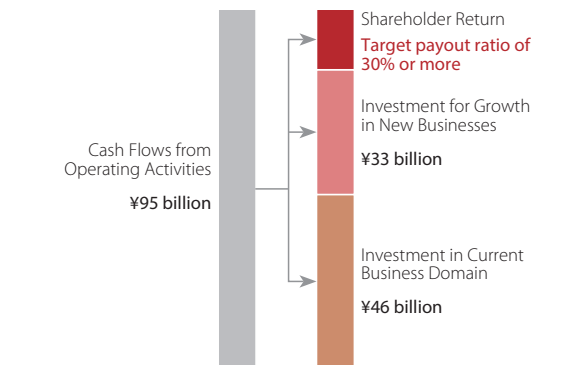 Shareholder Return
Target payout ratio of
30% or more
Investment for Growth
in New Businesses
¥33 billion
Cash Flows from
Operating Activities
¥95 billion
Investment in Current
Business Domain
¥46 billion